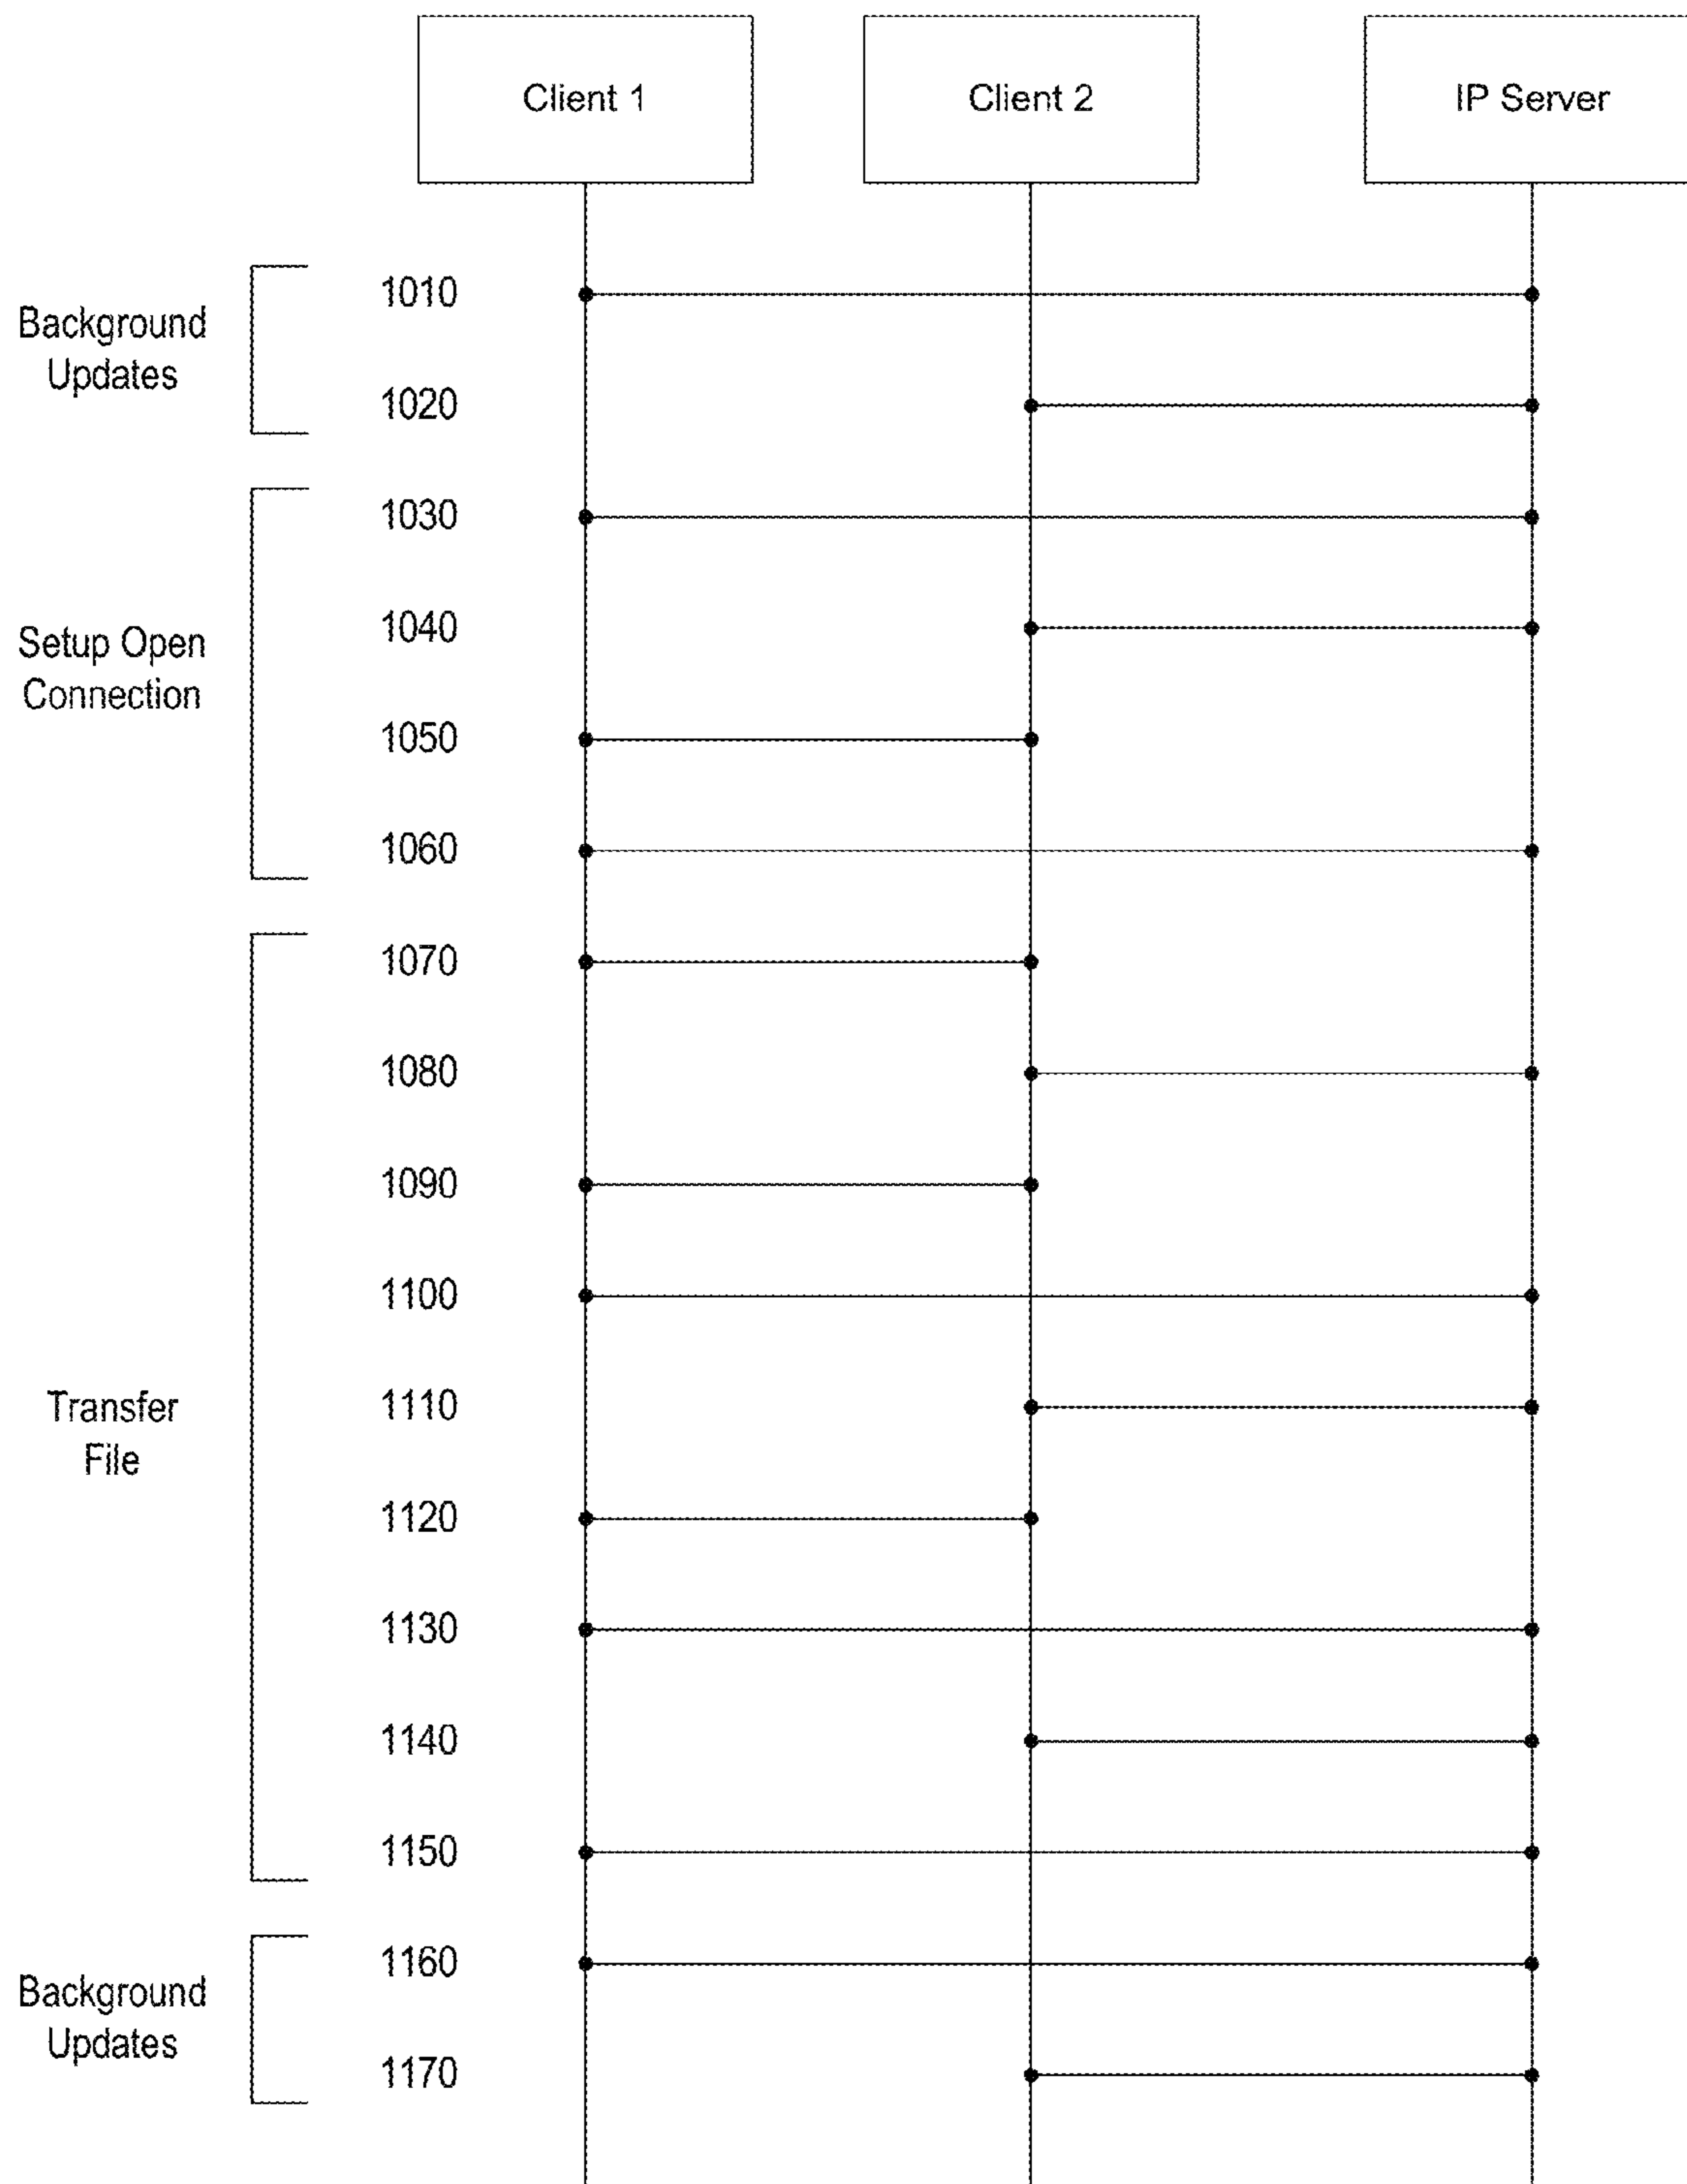 Client 1
Client 2
IP Server
Background
Updates
1010
1020
Setup Open
Connection
1030
1040
1050
1060
Transfer
File
1070
1080
1090
1100
1110
1120
1130
1140
1150
Background
Updates
1160
1170